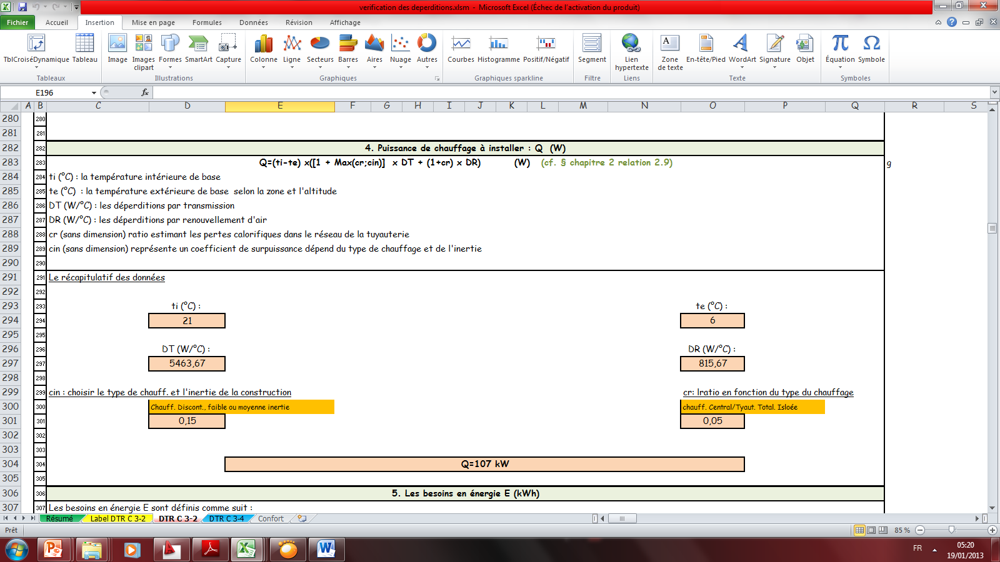 verification des deperditions.xlsm - Microsoft Excel (Échec de l'activation du produit)
Fichier Accueil Insertion Mise en page Formules Données Révision Affichage
TblCroiséDynamique Tableau Image Images clipart Formes SmartArt Capture Colonne Ligne Secteurs Barres Aires Nuage Autres Courbes Histogramme Positif/Négatif Segment Lien hypertexte Zone de texte En-tête/Pied WordArt Signature Objet Équation Symbole
Tableaux Illustrations Graphiques Graphiques sparkline Filtre Liens Texte Symboles
E196 fx
A B C D E F G H I J K L M N O P Q R S
280 280
281 281
282 282 4. Puissance de chauffage à installer : Q (W)
283 283 Q=(ti-te) x([1 + Max(cr;cin)] x DT + (1+cr) x DR) (W) (cf. § chapitre 2 relation 2.9) g
284 284 ti (°C) : la température intérieure de base
285 285 te (°C) : la température extérieure de base selon la zone et l'altitude
286 286 DT (W/°C) : les déperditions par transmission
287 287 DR (W/°C) : les déperditions par renouvellement d'air
288 288 cr (sans dimension) ratio estimant les pertes calorifiques dans le réseau de la tuyauterie
289 289 cin (sans dimension) représente un coefficient de surpuissance dépend du type de chauffage et de l'inertie
290 290
291 291 Le récapitulatif des données
292 292
293 293 ti (°C) : te (°C) :
294 294 21 6
295 295
296 296 DT (W/°C) : DR (W/°C) :
297 297 5463,67 815,67
298 298
299 299 cin : choisir le type de chauff. et l'inertie de la construction cr: lratio en fonction du type du chauffage
300 300 Chauff. Discont., faible ou moyenne inertie chauff. Central/Tyaut. Total. Isloée
301 301 0,15 0,05
302 302
303 303
304 304 Q=107 kW
305 305
306 306 5. Les besoins en énergie E (kWh)
307 307 Les besoins en énergie E sont définis comme suit :
Résumé Label DTR C 3-2 DTR C 3-2 DTR C 3-4 Confort
Prêt 85 %
FR 05:20
19/01/2013